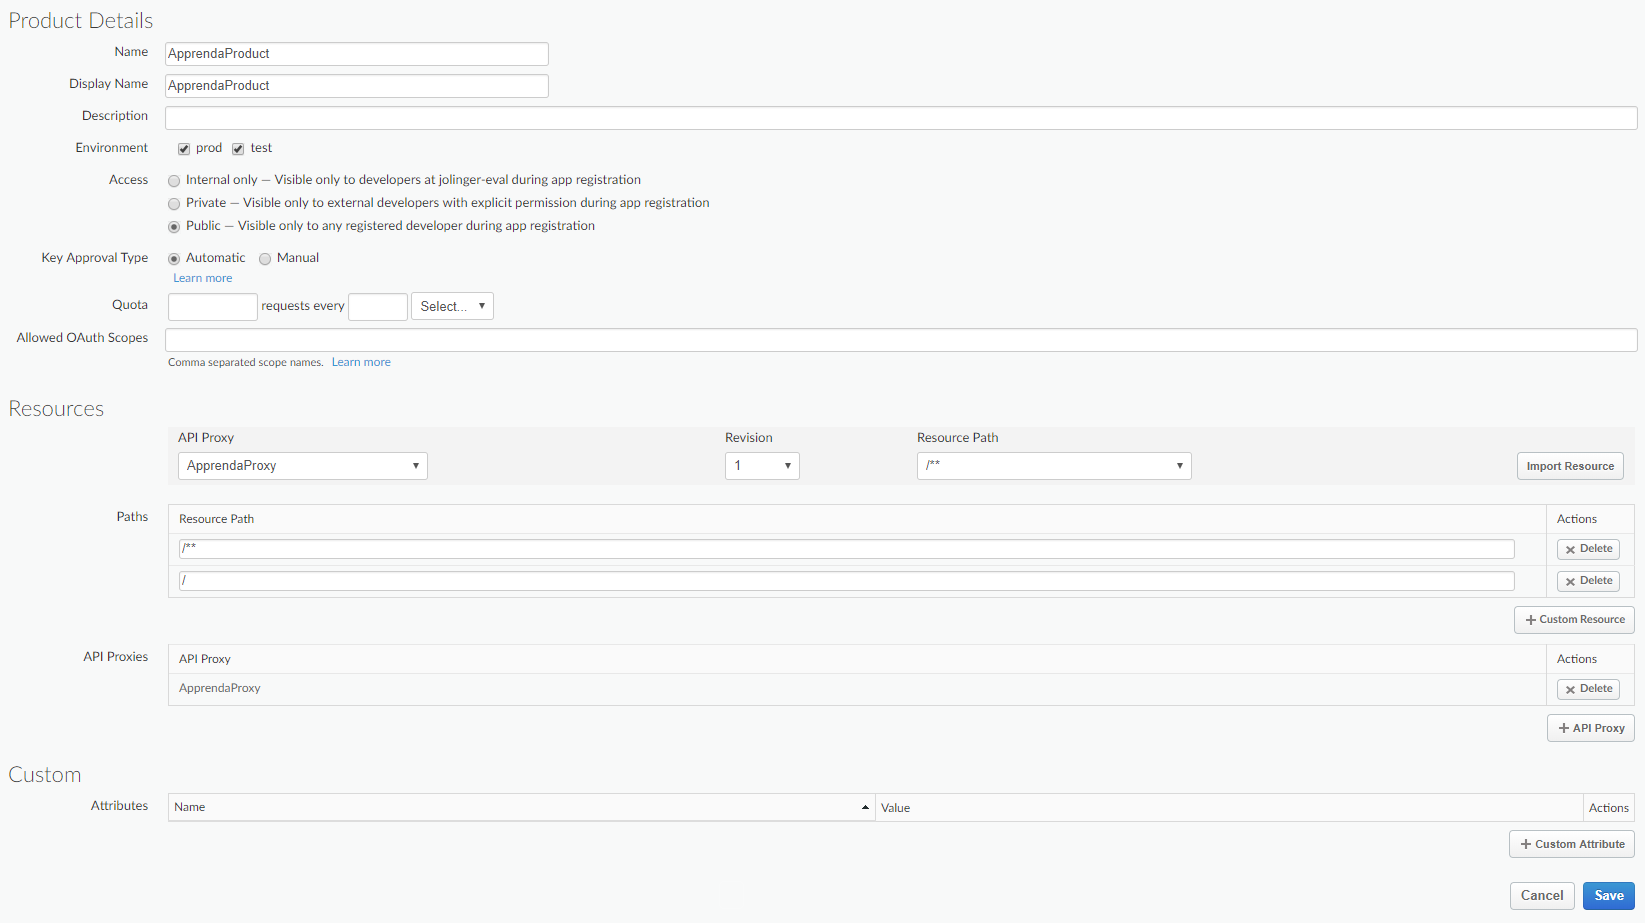 Product Details
Name ApprendaProduct
Display Name ApprendaProduct
Description
Environment prod test
Access Internal only — Visible only to developers at jolinger-eval during app registration
Private — Visible only to external developers with explicit permission during app registration
Public — Visible only to any registered developer during app registration
Key Approval Type Automatic Manual
Learn more
Quota requests every Select...
Allowed OAuth Scopes
Comma separated scope names. Learn more
Resources
API Proxy Revision Resource Path
ApprendaProxy 1 /** Import Resource
Paths Resource Path Actions
/** Delete
/ Delete
+ Custom Resource
API Proxies API Proxy Actions
ApprendaProxy Delete
+ API Proxy
Custom
Attributes Name Value Actions
+ Custom Attribute
Cancel Save